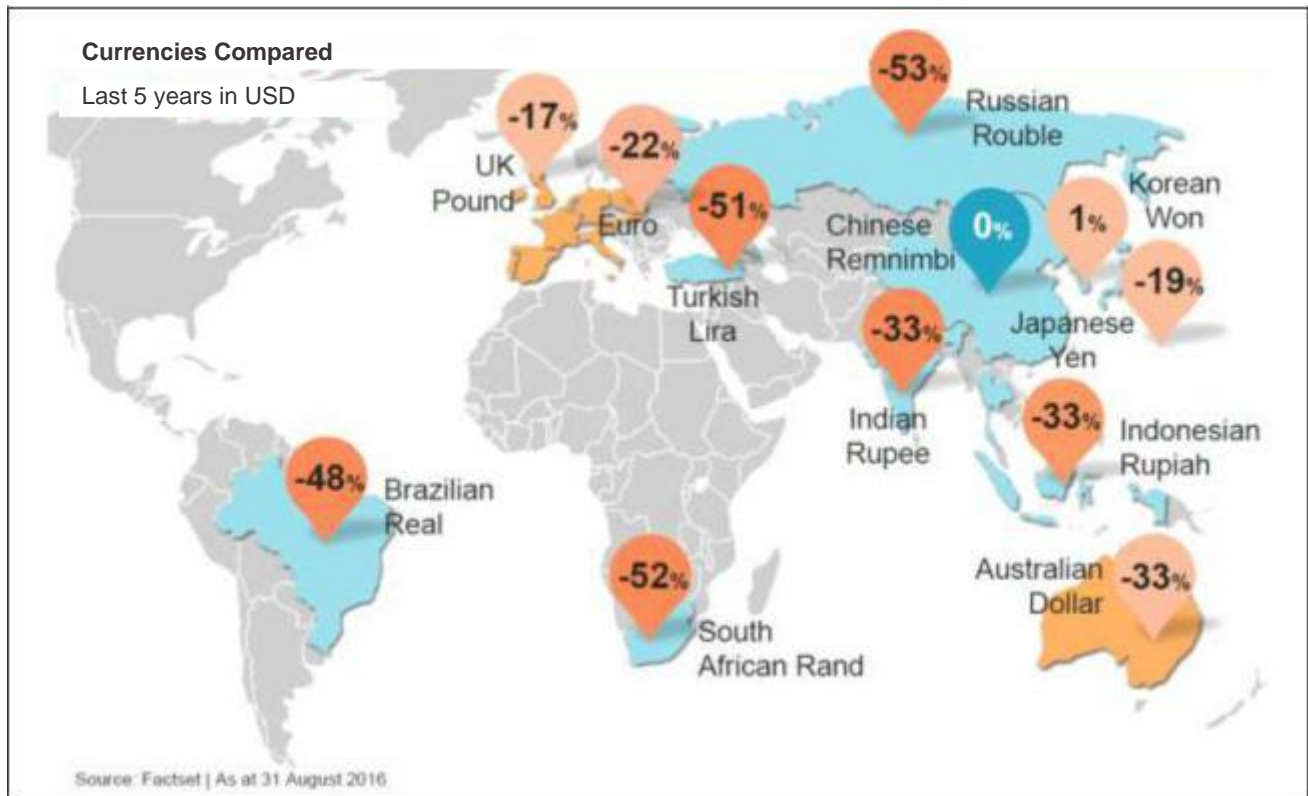 Currencies Compared
Last 5 years in USD
-53%
Russian
Rouble
-17%
UK
Pound
-22%
Euro
-51%
Turkish
Lira
Chinese
Remnimbi
0%
1%
Korean
Won
-19%
Japanese
Yen
-33%
Indian
Rupee
-33%
Indonesian
Rupiah
-48%
Brazilian
Real
-52%
South
African Rand
Australian
Dollar
-33%
Source: Factset | As at 31 August 2016